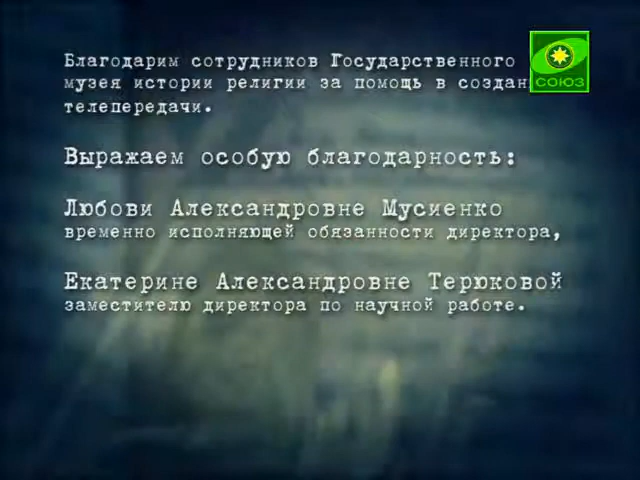 Благодарим сотрудников Государственного
музея истории религии за помощь в
телепередачи.
Выражаем особую благодарность:
Любови Александровне Мусиенко
временно исполняющей обязанности директора,
Екатерине Александровне Терюковой
заместителю директора по научной работе.
СОЮЗ